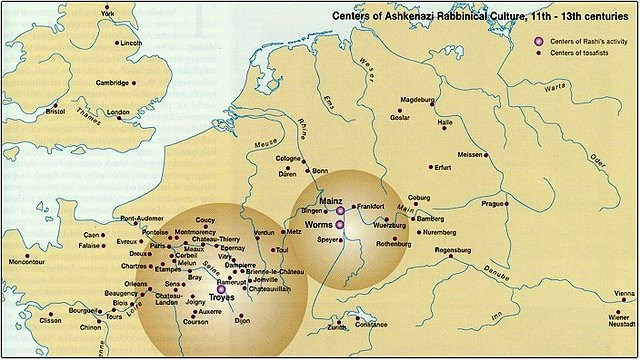 Centers of Ashkenazi Rabbinical Culture, 11th - 13th centuries
Centers of Rashi's activity
Centers of tosafists
York
Lincoln
Cambridge
Bristol
London
Thames
Weser
Ems
Warta
Magdeburg
Goslar
Halle
Rhine
Meuse
Meissen
Oder
Cologne
Bonn
Düren
Erfurt
Mainz
Bingen
Frankfort
Main
Coburg
Bamberg
Prague
Worms
Wuerzburg
Nuremburg
Speyer
Rothenburg
Regensburg
Danube
Inn
Vienna
Wiener
Neustadt
Zurich
Constance
Pont-Audemer
Coucy
Caen
Falaise
Evreux
Pontoise
Montmorency
Paris
Chateau-Thierry
Meaux
Epernay
Verdun
Metz
Toul
Moncontour
Dreux
Corbeil
Melun
Vitry
Dampierre
Chartres
Etampes
Seine
Brienne-le-Château
Bray
Ramerupt
Joinville
Chateauvillain
Orleans
Sens
Troyes
Beaugency
Chateau-
Landon
Joigny
Blois
Loire
Auxerre
Courson
Dijon
Clisson
Bourgueil
Tours
Chinon
enne